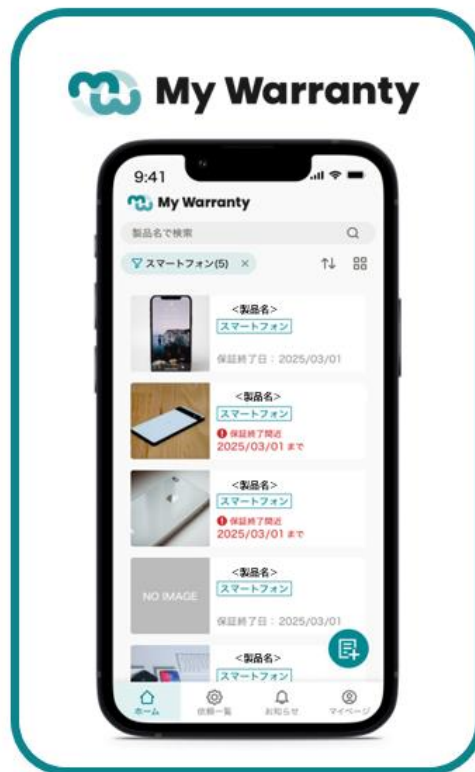 My Warranty
9:41
My Warranty
製品名で検索
スマートフォン(5) ×
<製品名>
スマートフォン
保証終了日：2025/03/01
<製品名>
スマートフォン
保証終了間近
2025/03/01 まで
<製品名>
スマートフォン
保証終了間近
2025/03/01 まで
NO IMAGE
<製品名>
スマートフォン
保証終了日：2025/03/01
<製品名>
スマートフォン
ホーム 依頼一覧 お知らせ マイページ